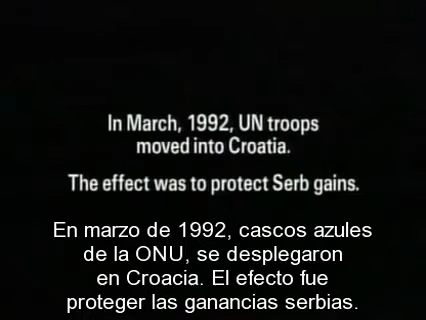 In March, 1992, UN troops
moved into Croatia.
The effect was to protect Serb gains.
En marzo de 1992, cascos azules
de la ONU, se desplegaron
en Croacia. El efecto fue
proteger las ganancias serbias.